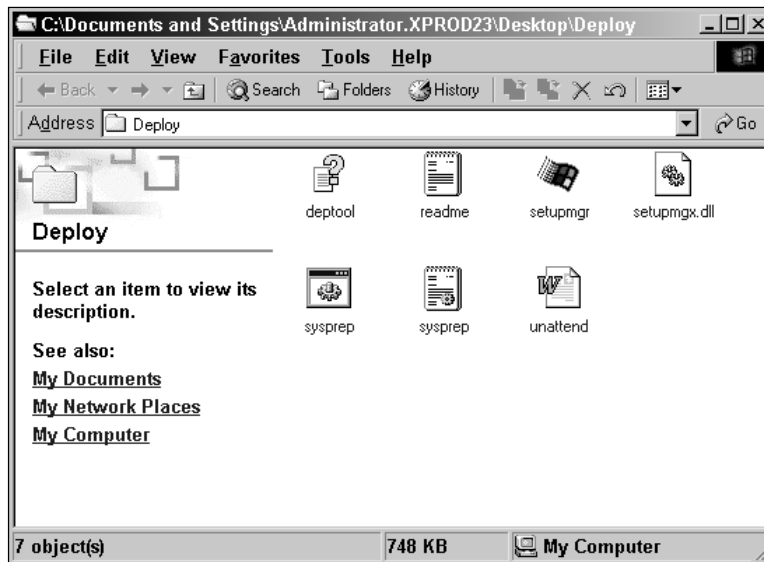 C:\Documents and Settings\Administrator.XPROD23\Desktop\Deploy
File Edit View Favorites Tools Help
Back Search Folders History
Address Deploy Go
Deploy
Select an item to view its
description.
See also:
My Documents
My Network Places
My Computer
deptool readme setupmgr setupmgx.dll
sysprep sysprep unattend
7 object(s) 748 KB My Computer